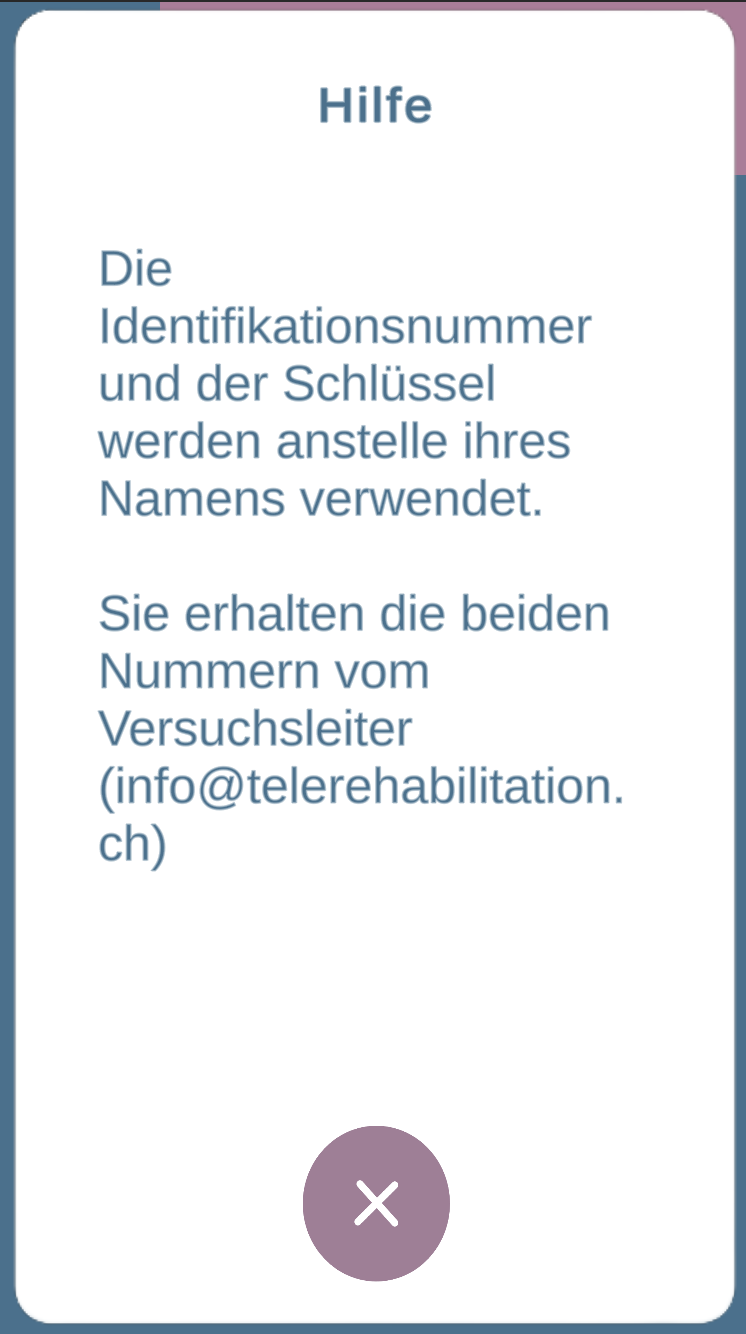 Hilfe
Die
Identifikationsnummer
und der Schlüssel
werden anstelle ihres
Namens verwendet.
Sie erhalten die beiden
Nummern vom
Versuchsleiter
(info@telerehabilitation.
ch)